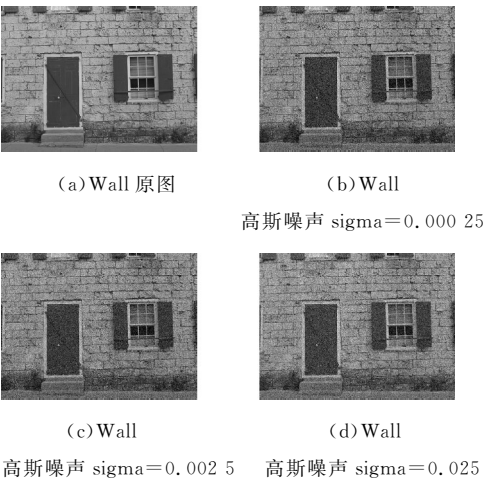 (a)Wall 原图
(b)Wall
高斯噪声 sigma=0.000 25
(c)Wall
(d)Wall
高斯噪声 sigma=0.002 5
高斯噪声 sigma=0.025